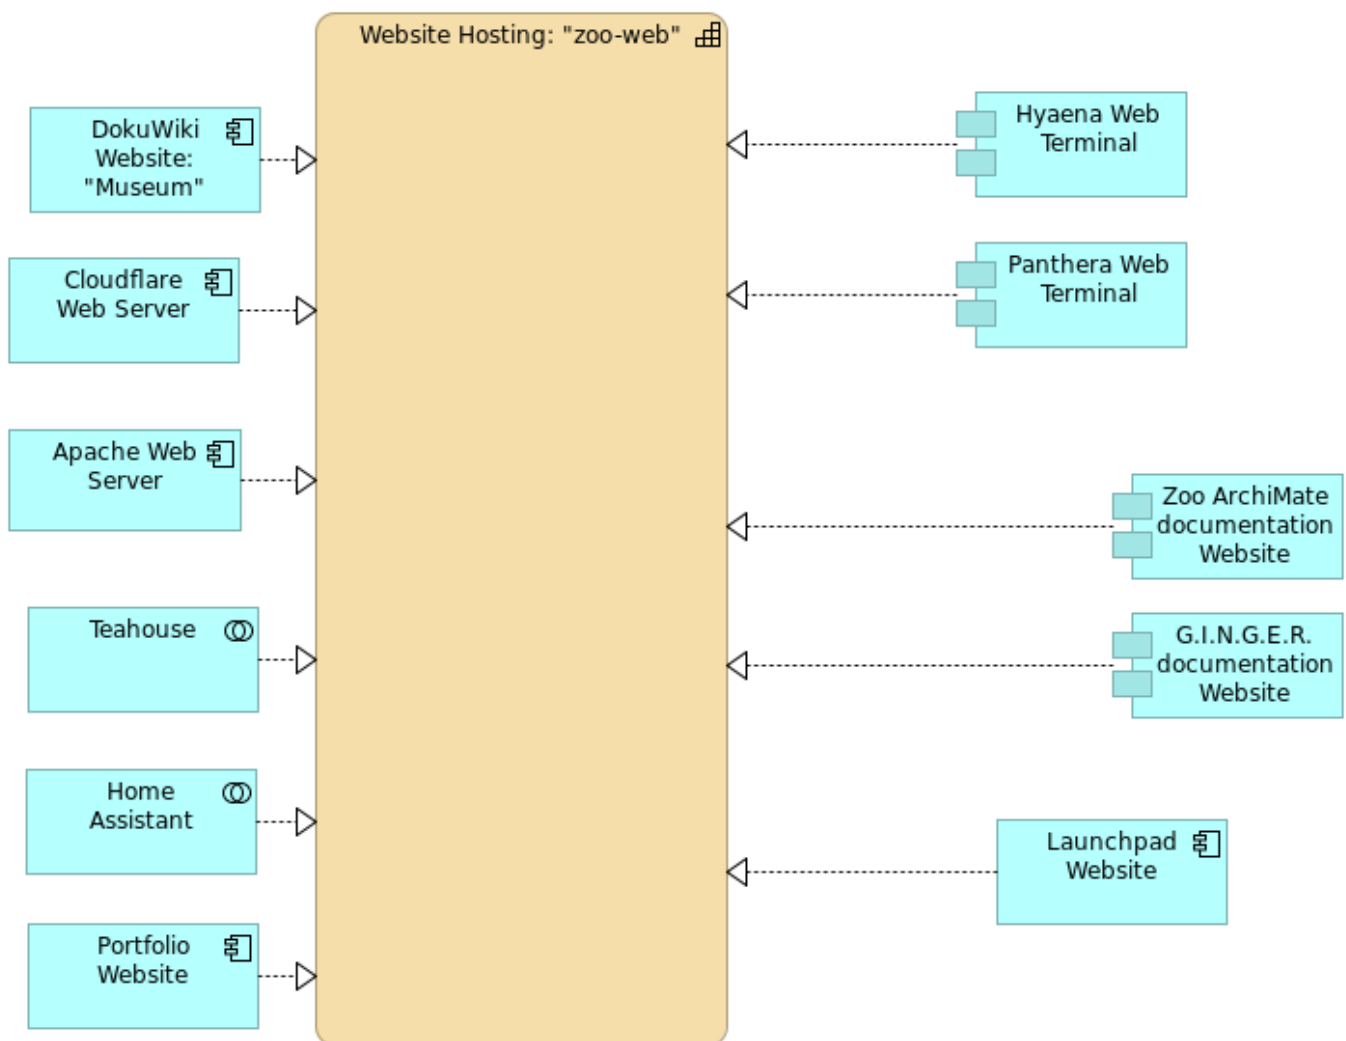 Website Hosting: "zoo-web"
DokuWiki
Website:
"Museum"
Cloudflare
Web Server
Apache Web
Server
Teahouse
Home
Assistant
Portfolio
Website
Hyaena Web
Terminal
Panthera Web
Terminal
Zoo ArchiMate
documentation
Website
G.I.N.G.E.R.
documentation
Website
Launchpad
Website